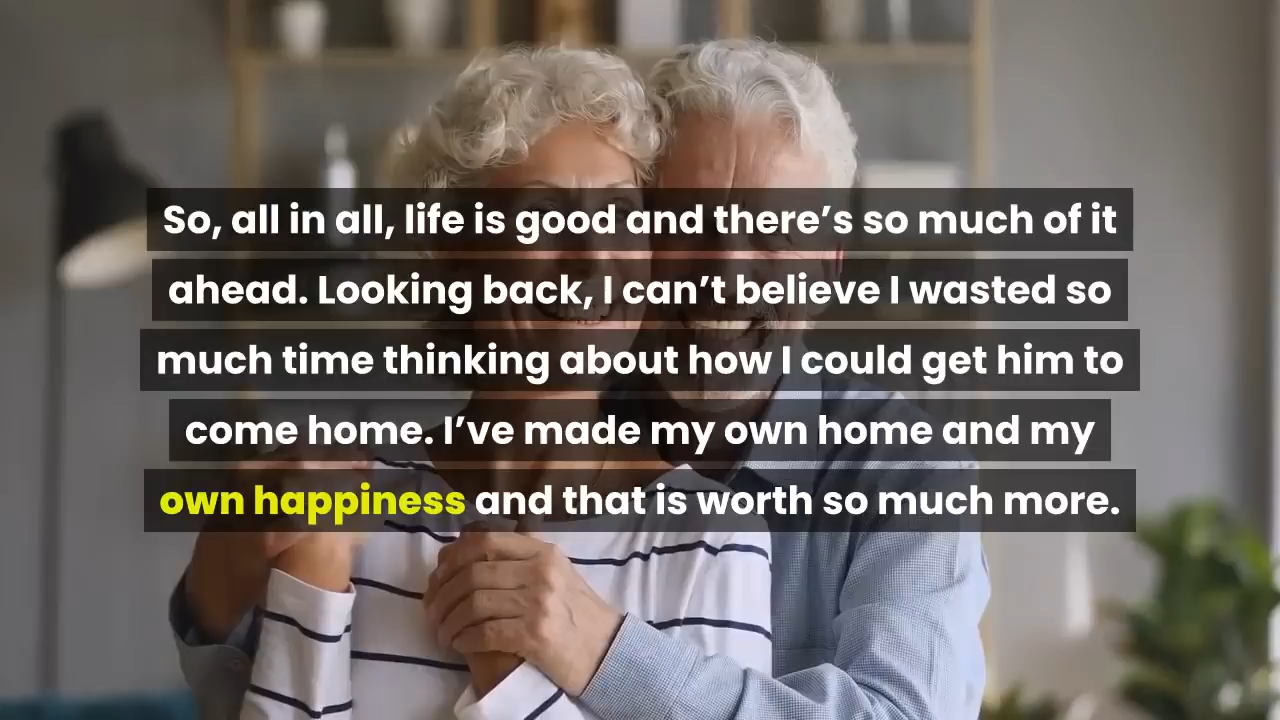 So, all in all, life is good and there’s so much of it
ahead. Looking back, I can’t believe I wasted so
much time thinking about how I could get him to
come home. I’ve made my own home and my
own happiness and that is worth so much more.